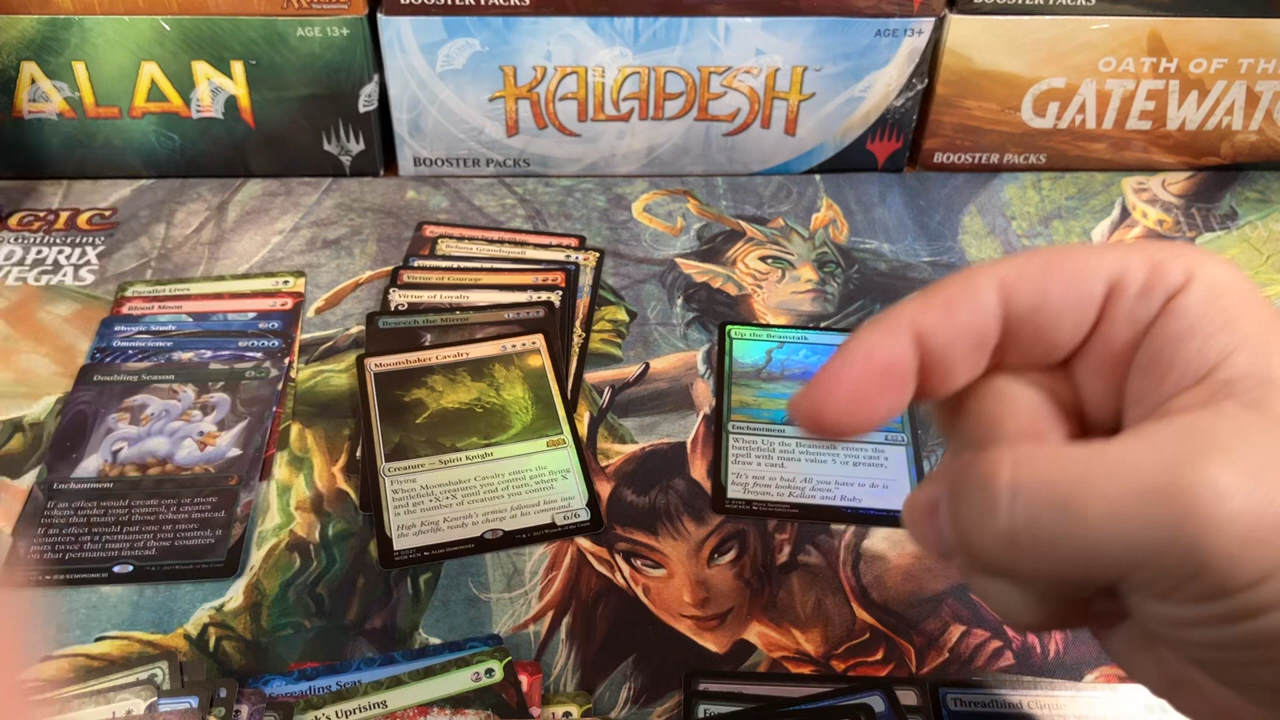 BOOSTER PACKS
AGE 13+
ALAN
AGE 13+
KALADESH
BOOSTER PACKS
OATH OF TH
GATEWAT
BOOSTER PACKS
GIC
Gathering
D PRIX
VEGAS
Parallel Lives
Blood Moon
Rhystic Study
Omniscience
Doubling Season
Enchantment
If an effect would create one or more
tokens under your control, it creates
twice that many of those tokens instead.
If an effect would put one or more
counters on a permanent you control, it
puts twice that many of those counters
on that permanent instead.
Beluna Grandsquall
Virtue of Courage
Virtue of Loyalty
Beseech the Mirror
Moonshaker Cavalry
Creature — Spirit Knight
Flying
When Moonshaker Cavalry enters the
battlefield, creatures you control gain flying
and get +X/+X until end of turn, where X
is the number of creatures you control.
High King Kenrith's armies followed him into
the afterlife, ready to charge at his command.
6/6
M 0021
WOE • EN
Up the Beanstalk
Enchantment
When Up the Beanstalk enters the
battlefield and whenever you cast a
spell with mana value 5 or greater,
draw a card.
"It's not so bad. All you have to do is
keep from looking down."
—Troyan, to Kellan and Ruby
Spreading Seas
k's Uprising
Threadbind Clique